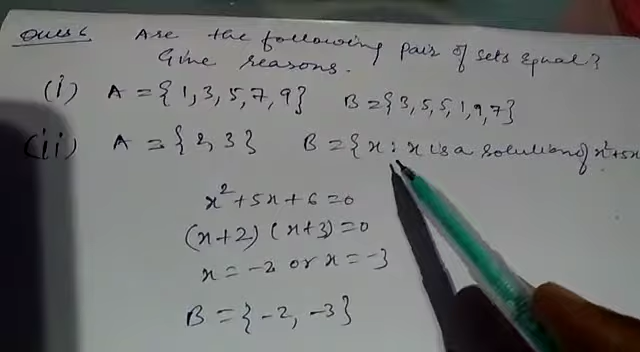 Ques 6 Are the following pair of sets equal?
Give reasons.
(i) A = {1, 3, 5, 7, 9} B = {3, 5, 5, 1, 9, 7}
(ii) A = {2, 3} B = {x : x is a solution of x²+5x
x²+5x+6=0
(x+2) (x+3)=0
x=-2 or x=-3
B = {-2, -3}